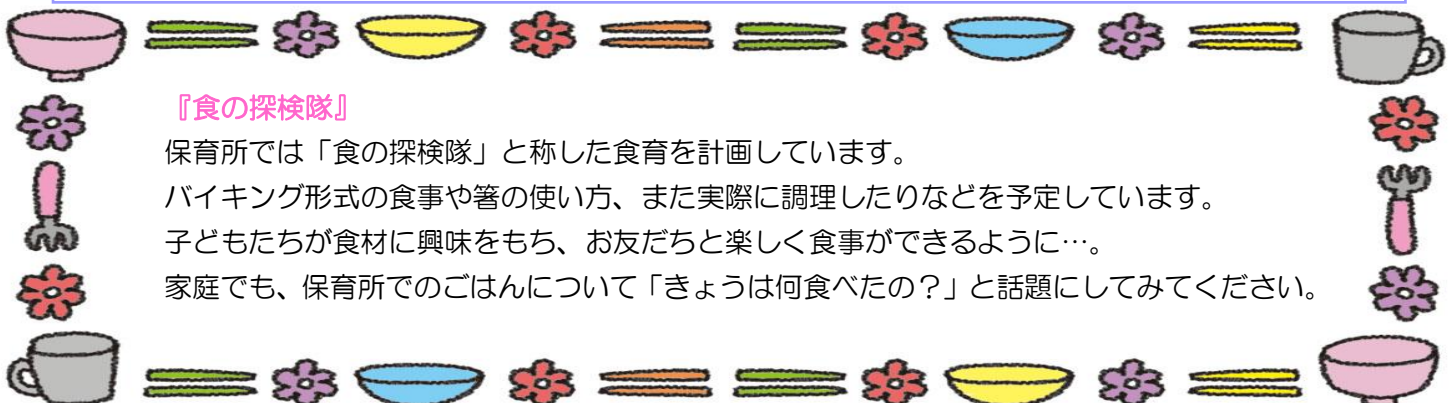 『食の探検隊』
保育所では「食の探検隊」と称した食育を計画しています。
バイキング形式の食事や箸の使い方、また実際に調理したりなどを予定しています。
子どもたちが食材に興味をもち、お友だちと楽しく食事ができるように…。
家庭でも、保育所でのごはんについて「きょうは何食べたの？」と話題にしてみてください。